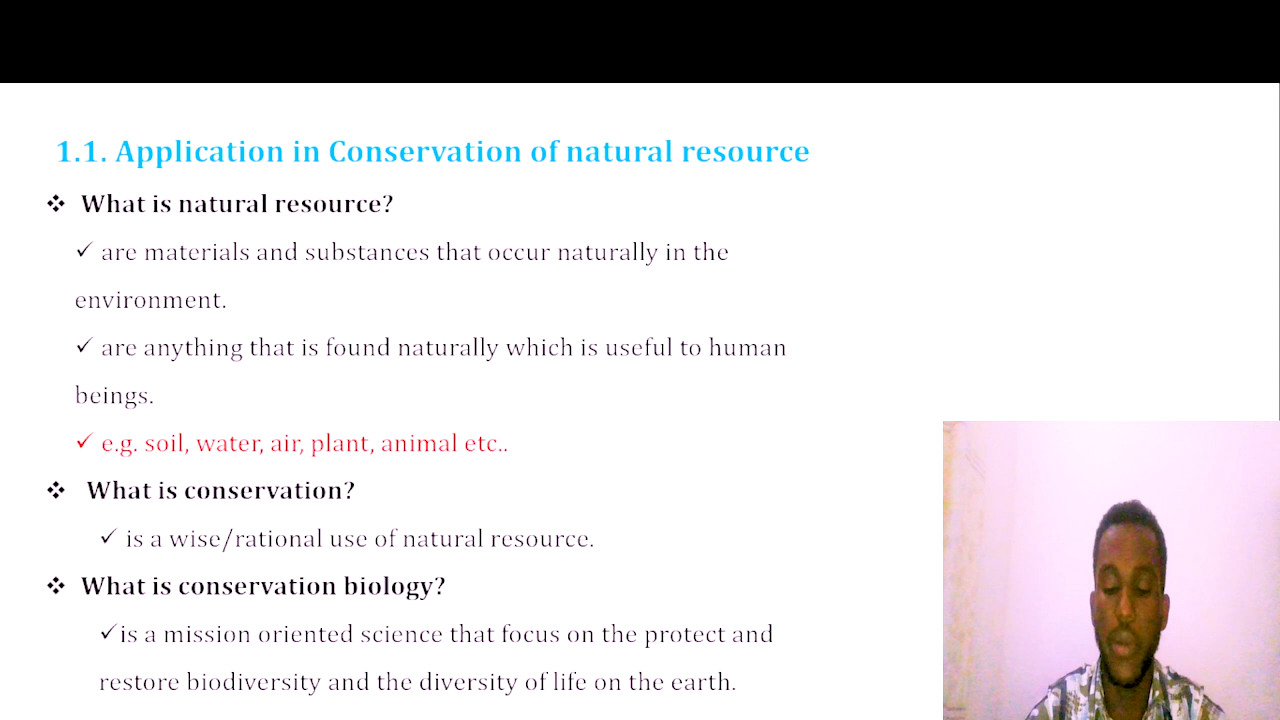 1.1. Application in Conservation of natural resource
❖ What is natural resource?
✓ are materials and substances that occur naturally in the
environment.
✓ are anything that is found naturally which is useful to human
beings.
✓ e.g. soil, water, air, plant, animal etc..
❖ What is conservation?
✓ is a wise/rational use of natural resource.
❖ What is conservation biology?
✓is a mission oriented science that focus on the protect and
restore biodiversity and the diversity of life on the earth.